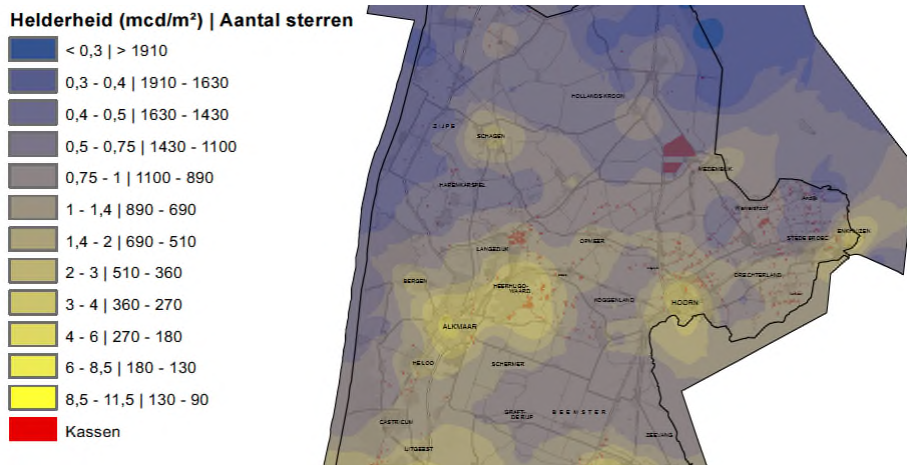 Helderheid (mcd/m²) | Aantal sterren
< 0,3 | > 1910
0,3 - 0,4 | 1910 - 1630
0,4 - 0,5 | 1630 - 1430
0,5 - 0,75 | 1430 - 1100
0,75 - 1 | 1100 - 890
1 - 1,4 | 890 - 690
1,4 - 2 | 690 - 510
2 - 3 | 510 - 360
3 - 4 | 360 - 270
4 - 6 | 270 - 180
6 - 8,5 | 180 - 130
8,5 - 11,5 | 130 - 90
Kassen
HOLLANDS-KROON
ZIJPE
SCHAGEN
HARENKARSPEL
Andijk
STEDE BROEC
ENKHUIZEN
LANGEDIJK
OPMEER
DRECHTERLAND
BERGEN
HEERHUGO-
WAARD
KOGGENLAND
HOORN
ALKMAAR
HEILOO
SCHERMER
GRAFT-
DE RIJP
BEEMSTER
CASTRICUM
ZEEVANG
UITGEEST